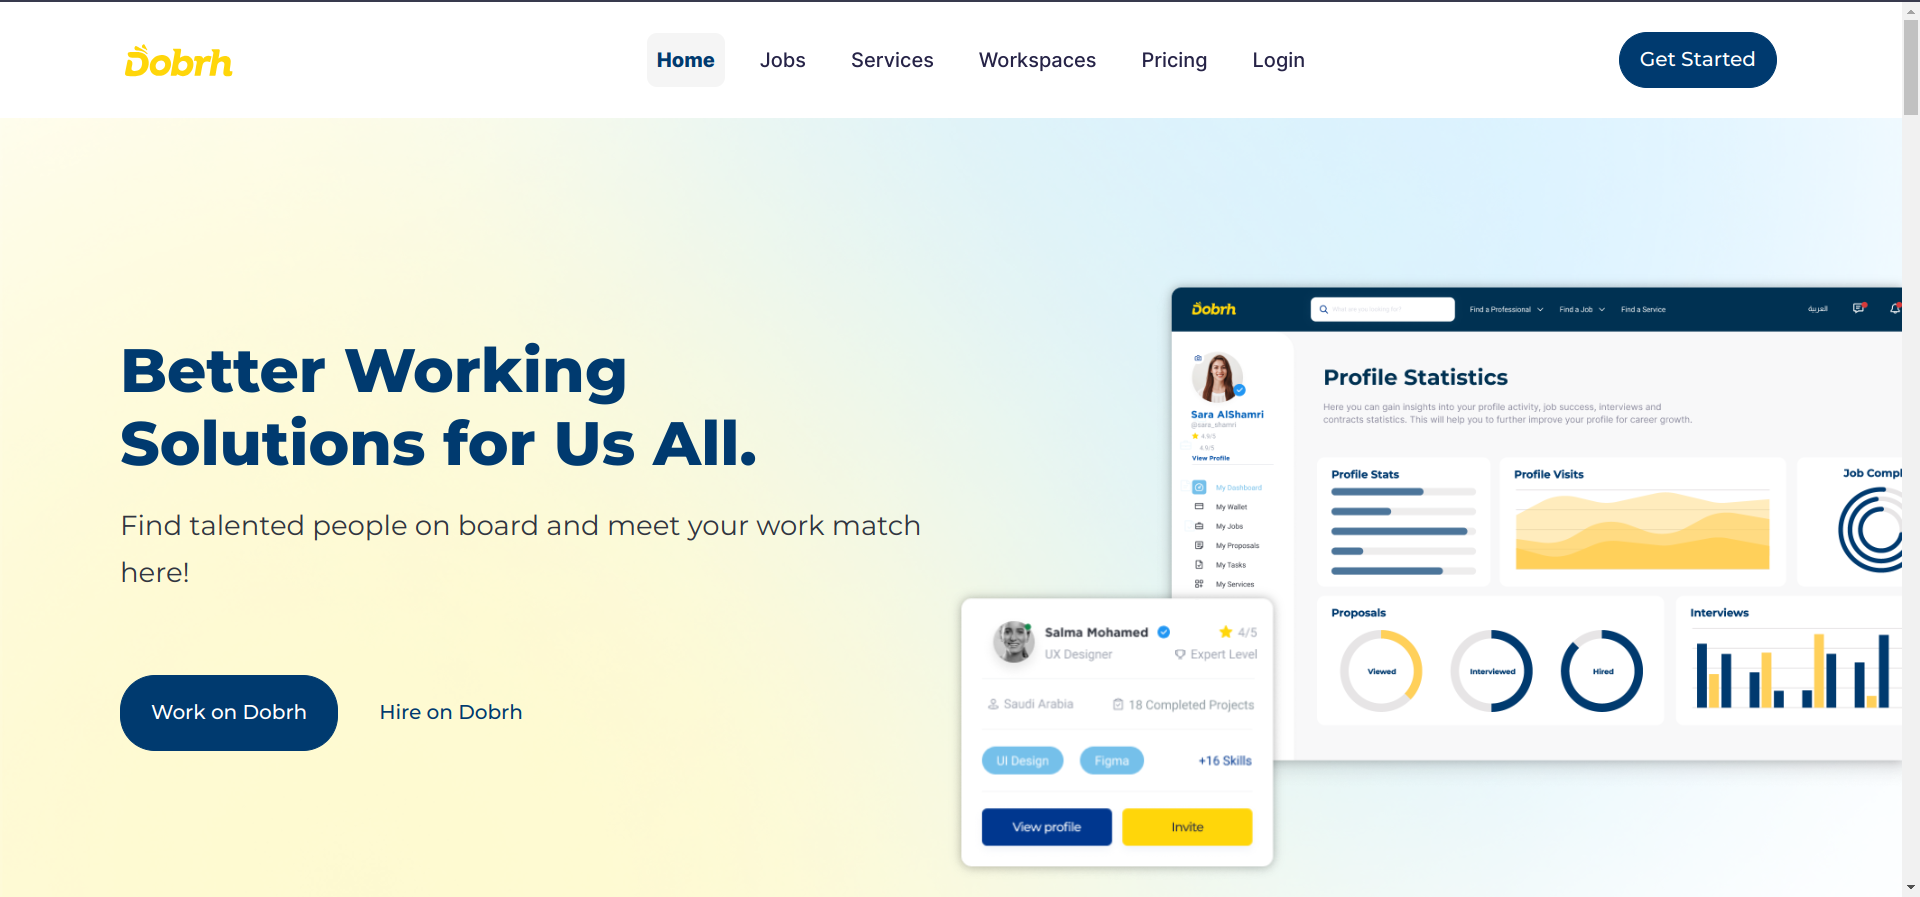 Dobrh
Home
Jobs
Services
Workspaces
Pricing
Login
Get Started
Better Working
Solutions for Us All.
Find talented people on board and meet your work match
here!
Work on Dobrh
Hire on Dobrh
Dobrh
What are you looking for?
Find a Professional
Find a Job
Find a Service
العربية
Sara AlShamri
@sara_shamri
4.9/5
4.9/5
View Profile
My Dashboard
My Wallet
My Jobs
My Proposals
My Tasks
My Services
Profile Statistics
Here you can gain insights into your profile activity, job success, interviews and
contracts statistics. This will help you to further improve your profile for career growth.
Profile Stats
Profile Visits
Job Compl
Proposals
Viewed
Interviewed
Hired
Interviews
Salma Mohamed
4/5
UX Designer
Expert Level
Saudi Arabia
18 Completed Projects
UI Design
Figma
+16 Skills
View profile
Invite